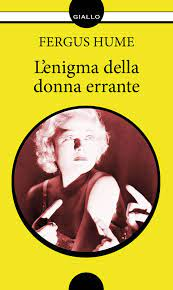 GIALLO
FERGUS HUME
L'enigma della
donna errante